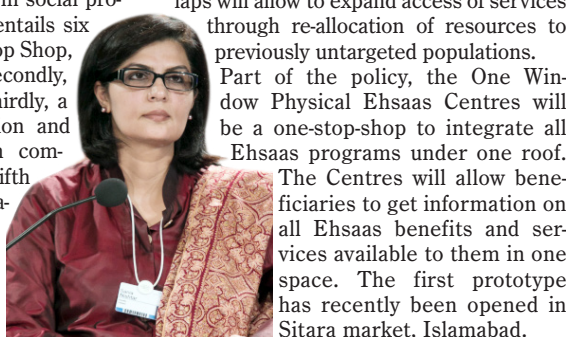 social pro-
entails six
op Shop,
econdly,
hirdly, a
ion and
com-
ifth
a-
laps will allow to expand access of services
through re-allocation of resources to
previously untargeted populations.
Part of the policy, the One Win-
dow Physical Ehsaas Centres will
be a one-stop-shop to integrate all
Ehsaas programs under one roof.
The Centres will allow bene-
ficiaries to get information on
all Ehsaas benefits and ser-
vices available to them in one
space. The first prototype
has recently been opened in
Sitara market, Islamabad.